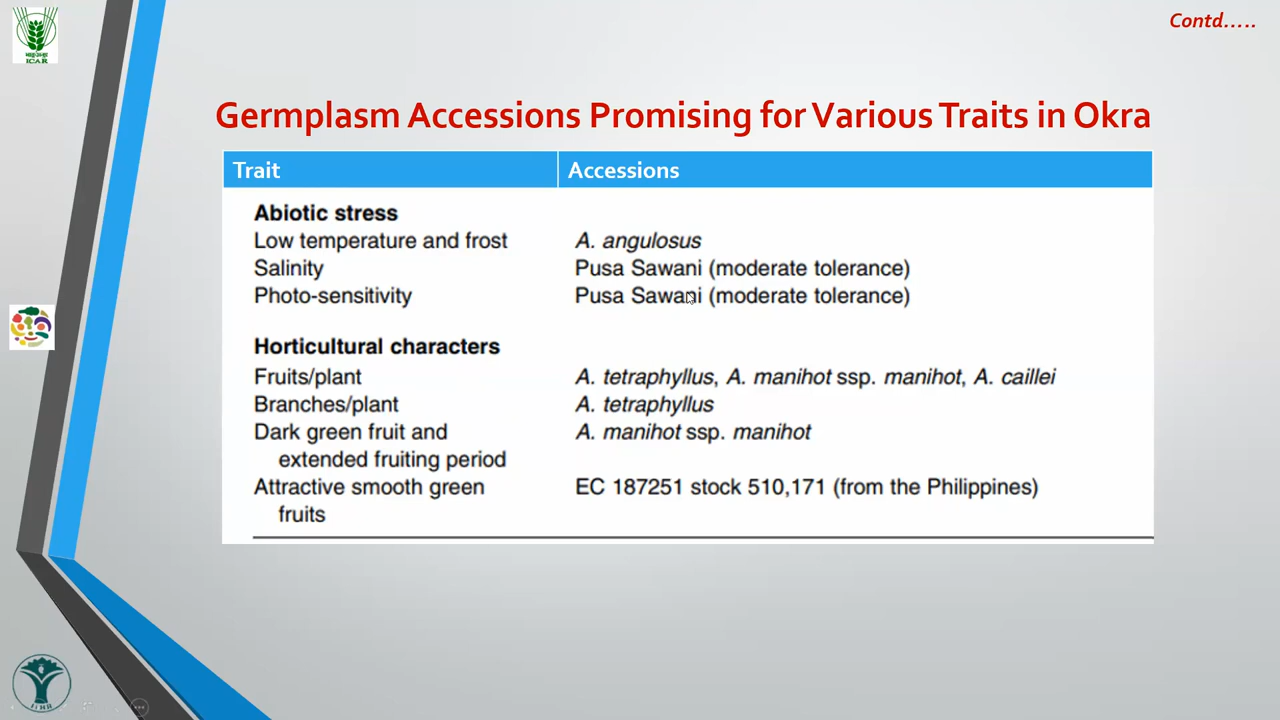 Contd…..
Germplasm Accessions Promising for Various Traits in Okra
Trait Accessions
Abiotic stress
Low temperature and frost A. angulosus
Salinity Pusa Sawani (moderate tolerance)
Photo-sensitivity Pusa Sawani (moderate tolerance)
Horticultural characters
Fruits/plant A. tetraphyllus, A. manihot ssp. manihot, A. caillei
Branches/plant A. tetraphyllus
Dark green fruit and A. manihot ssp. manihot
extended fruiting period
Attractive smooth green EC 187251 stock 510,171 (from the Philippines)
fruits
ICAR